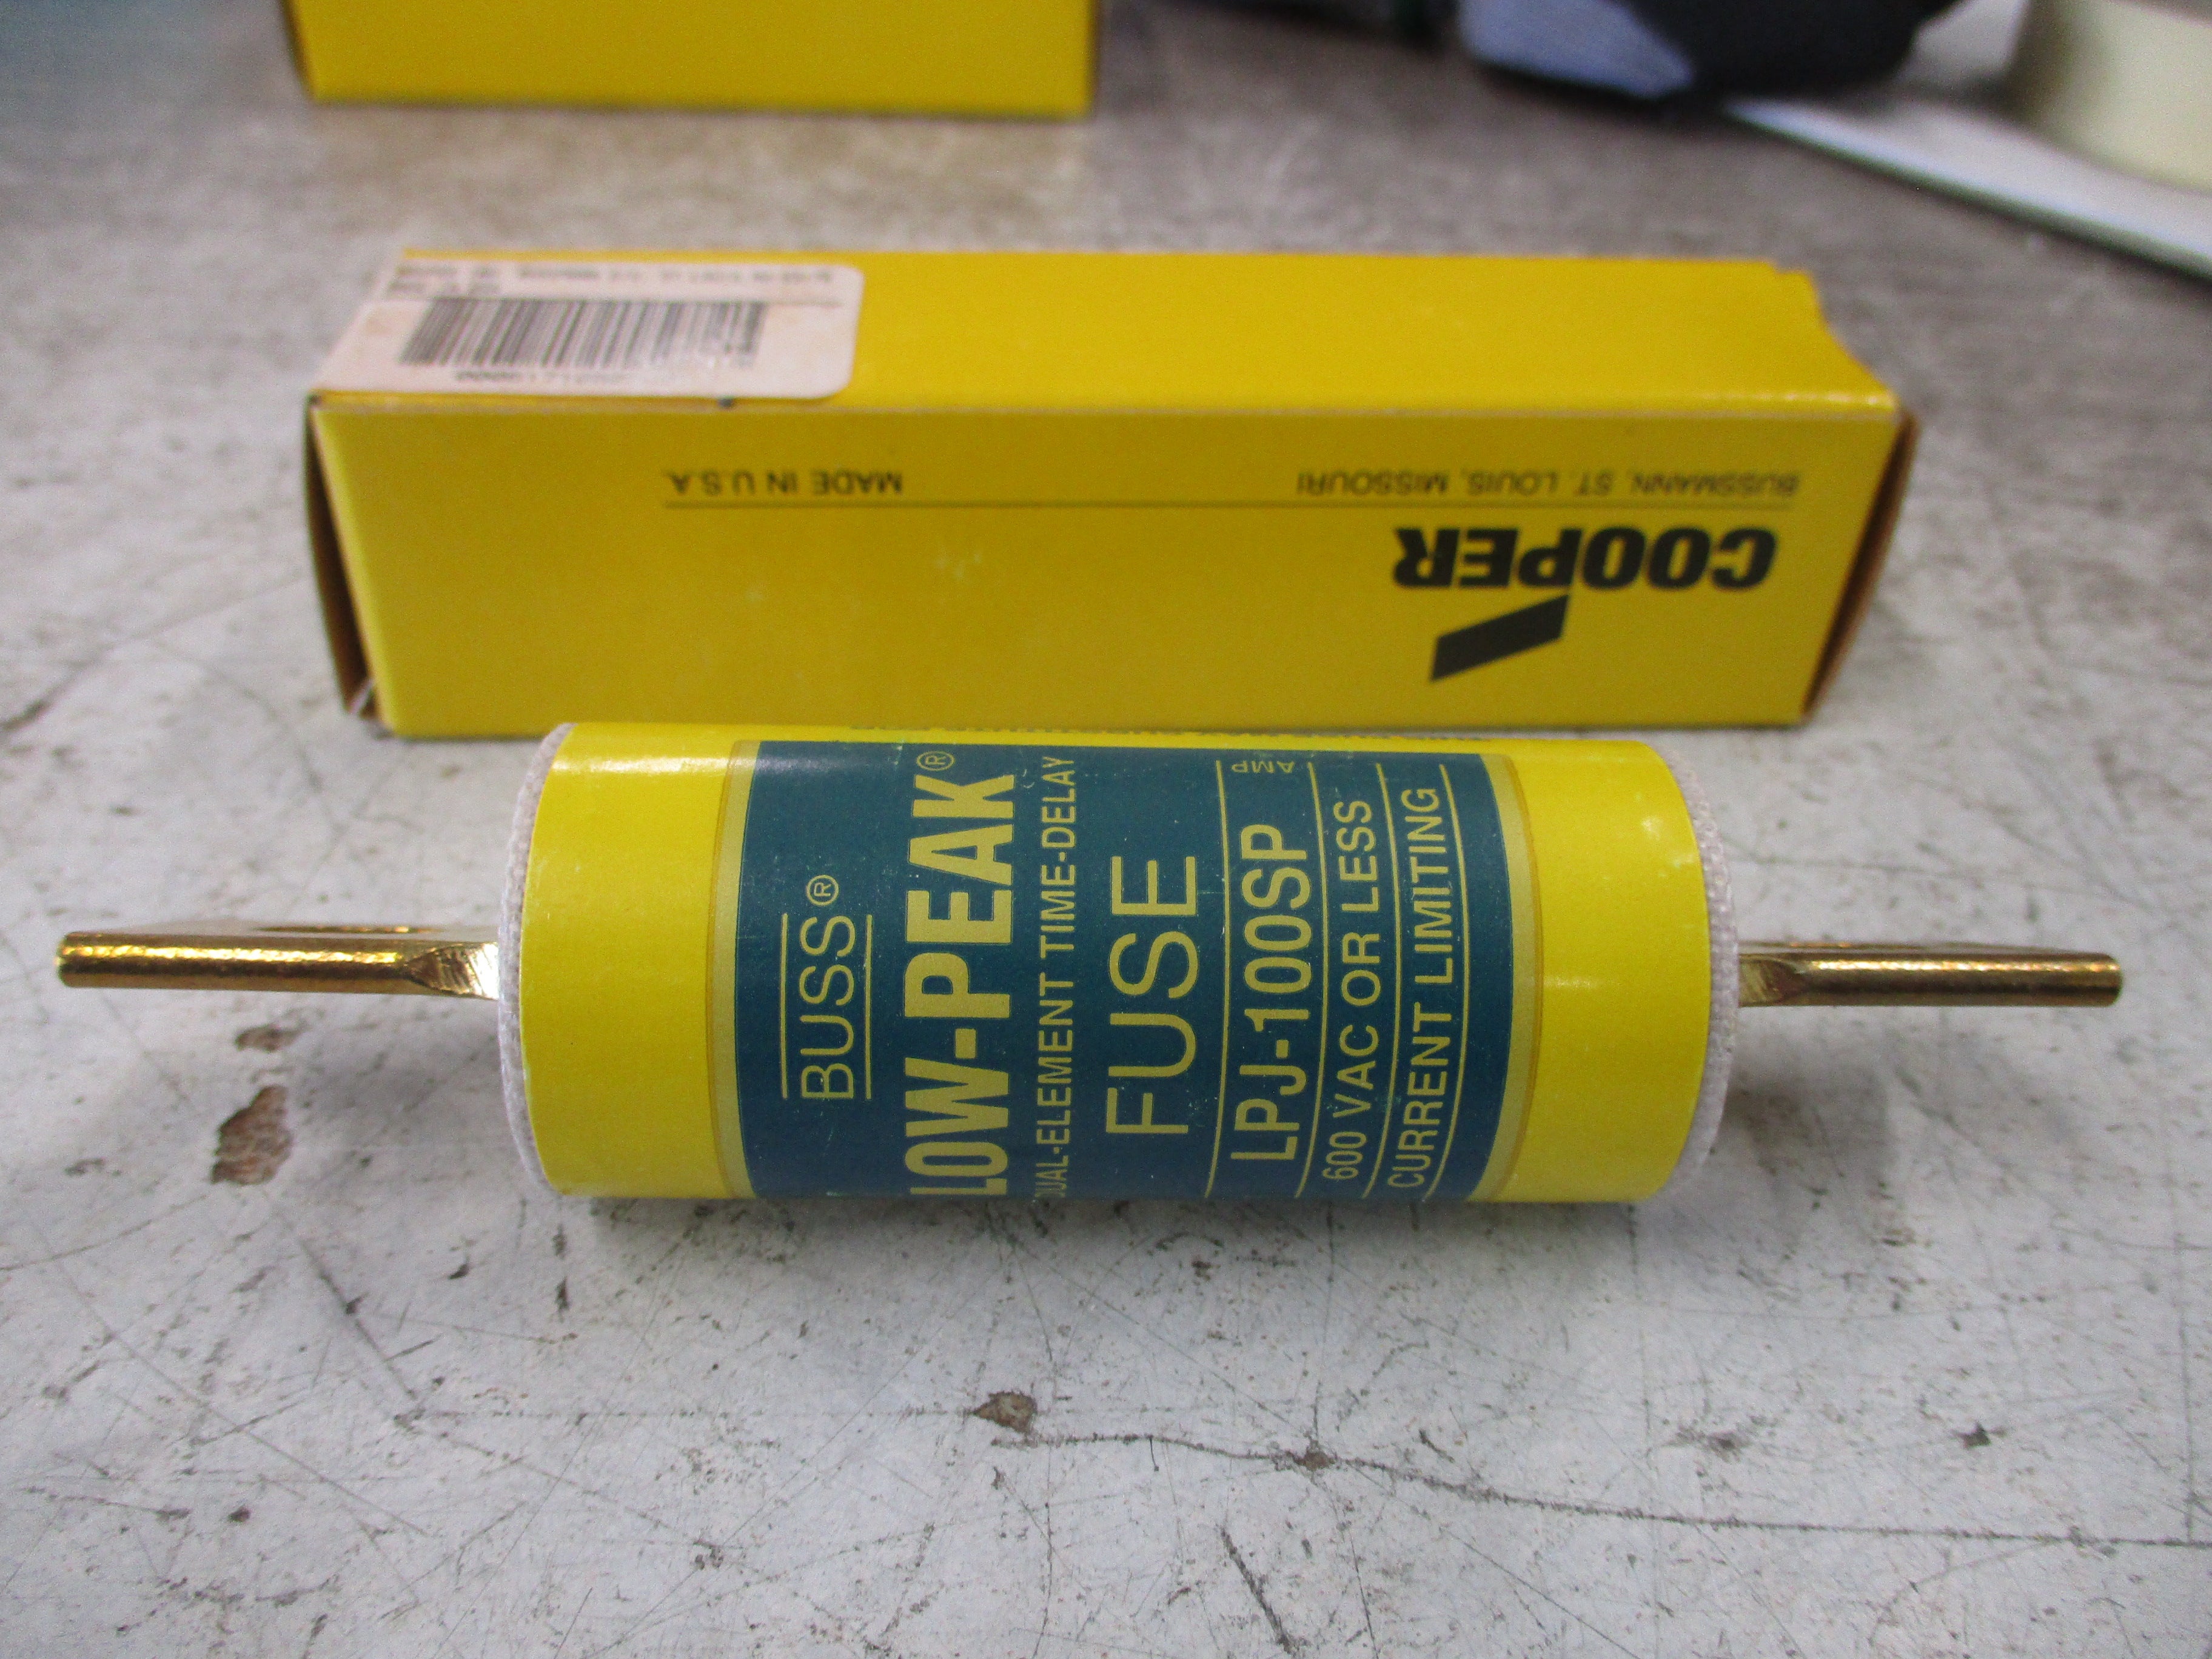 BUSS®
LOW-PEAK®
DUAL-ELEMENT TIME-DELAY
FUSE
LPJ-100SP
AMP
600 VAC OR LESS
CURRENT LIMITING
COOPER
BUSSMANN, ST. LOUIS, MISSOURI
MADE IN U.S.A.